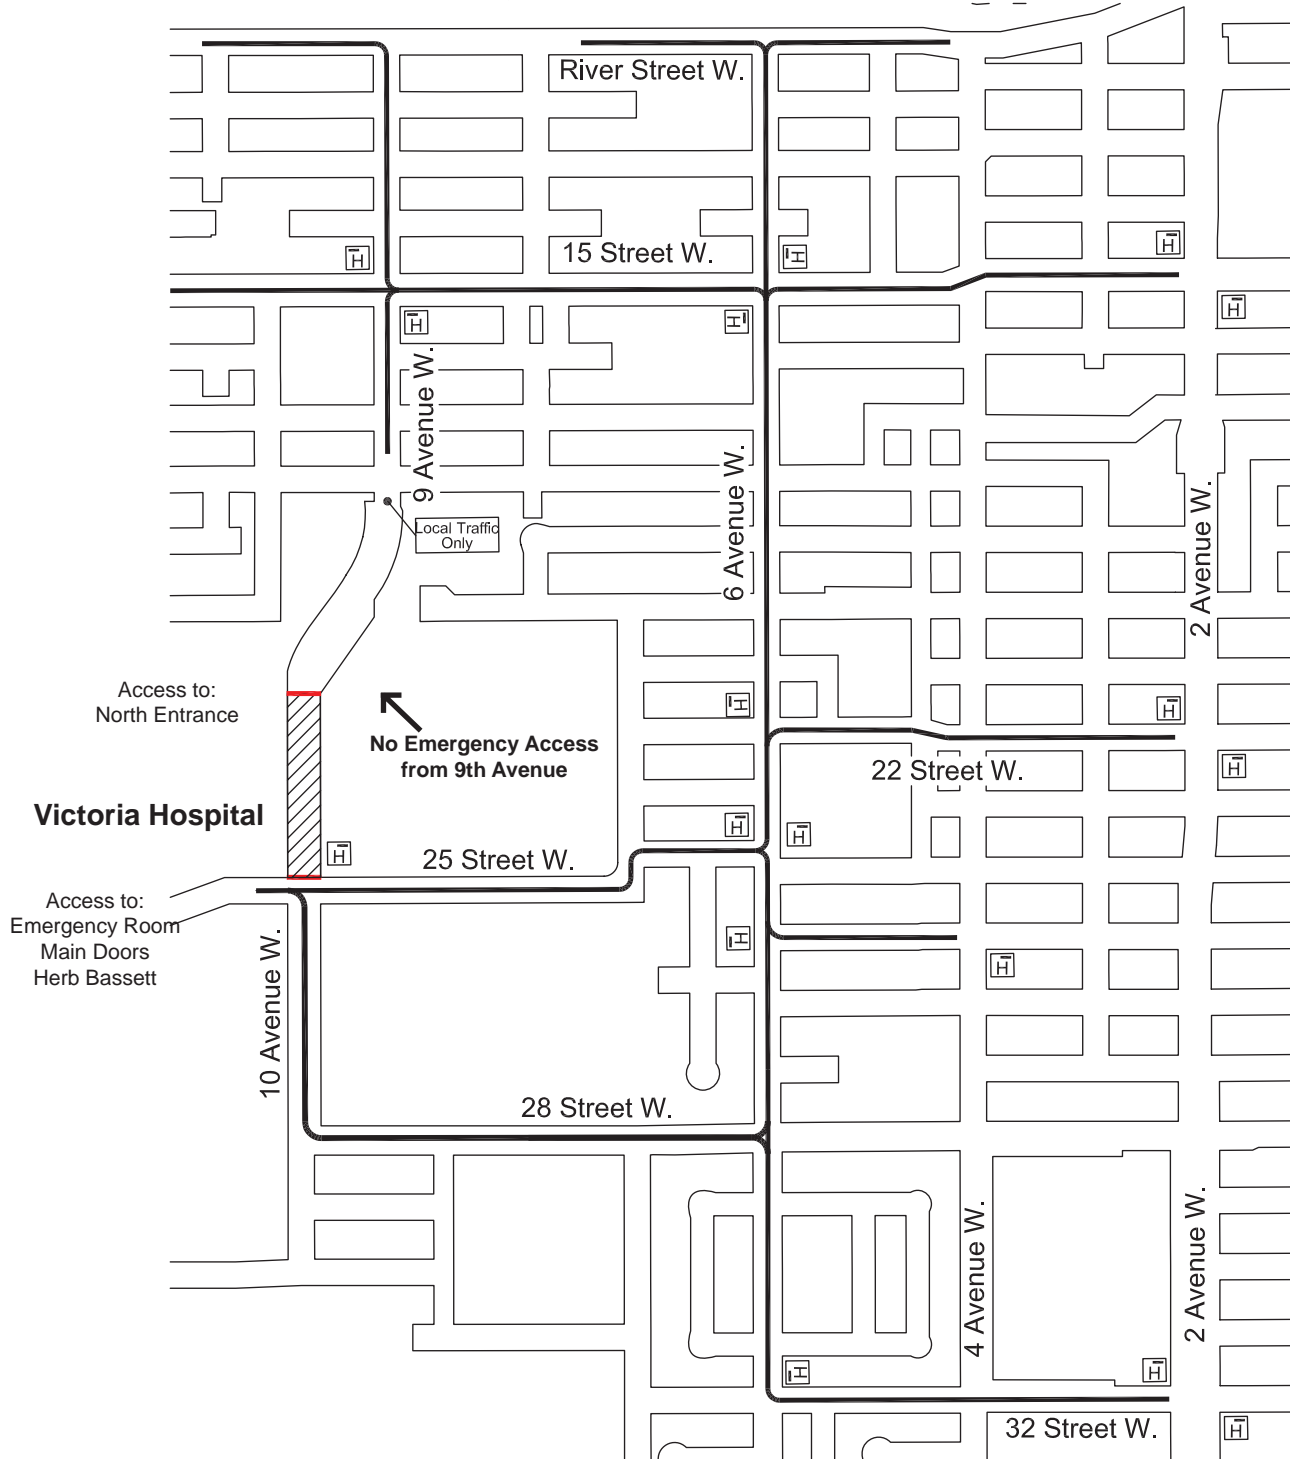 River Street W.
15 Street W.
H
H
H
H
H
H
9 Avenue W.
6 Avenue W.
2 Avenue W.
Local Traffic
Only
Access to:
North Entrance
No Emergency Access
from 9th Avenue
H
H
22 Street W.
H
Victoria Hospital
H
H
H
25 Street W.
Access to:
Emergency Room
Main Doors
Herb Bassett
H
H
10 Avenue W.
28 Street W.
4 Avenue W.
2 Avenue W.
H
H
32 Street W.
H